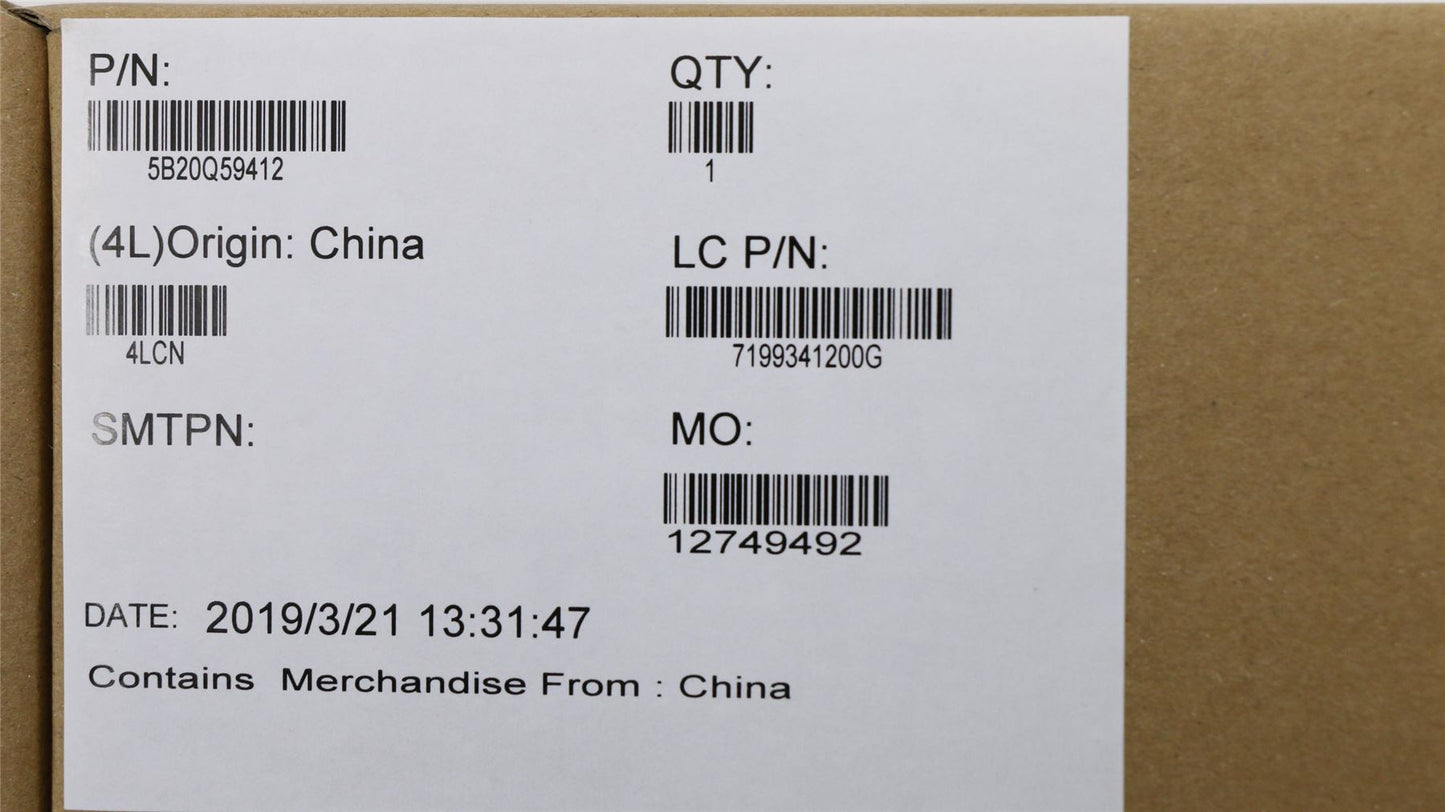 P/N:
5B20Q59412
QTY:
1
(4L)Origin: China
4LCN
LC P/N:
7199341200G
SMTPN:
MO:
12749492
DATE: 2019/3/21 13:31:47
Contains Merchandise From : China